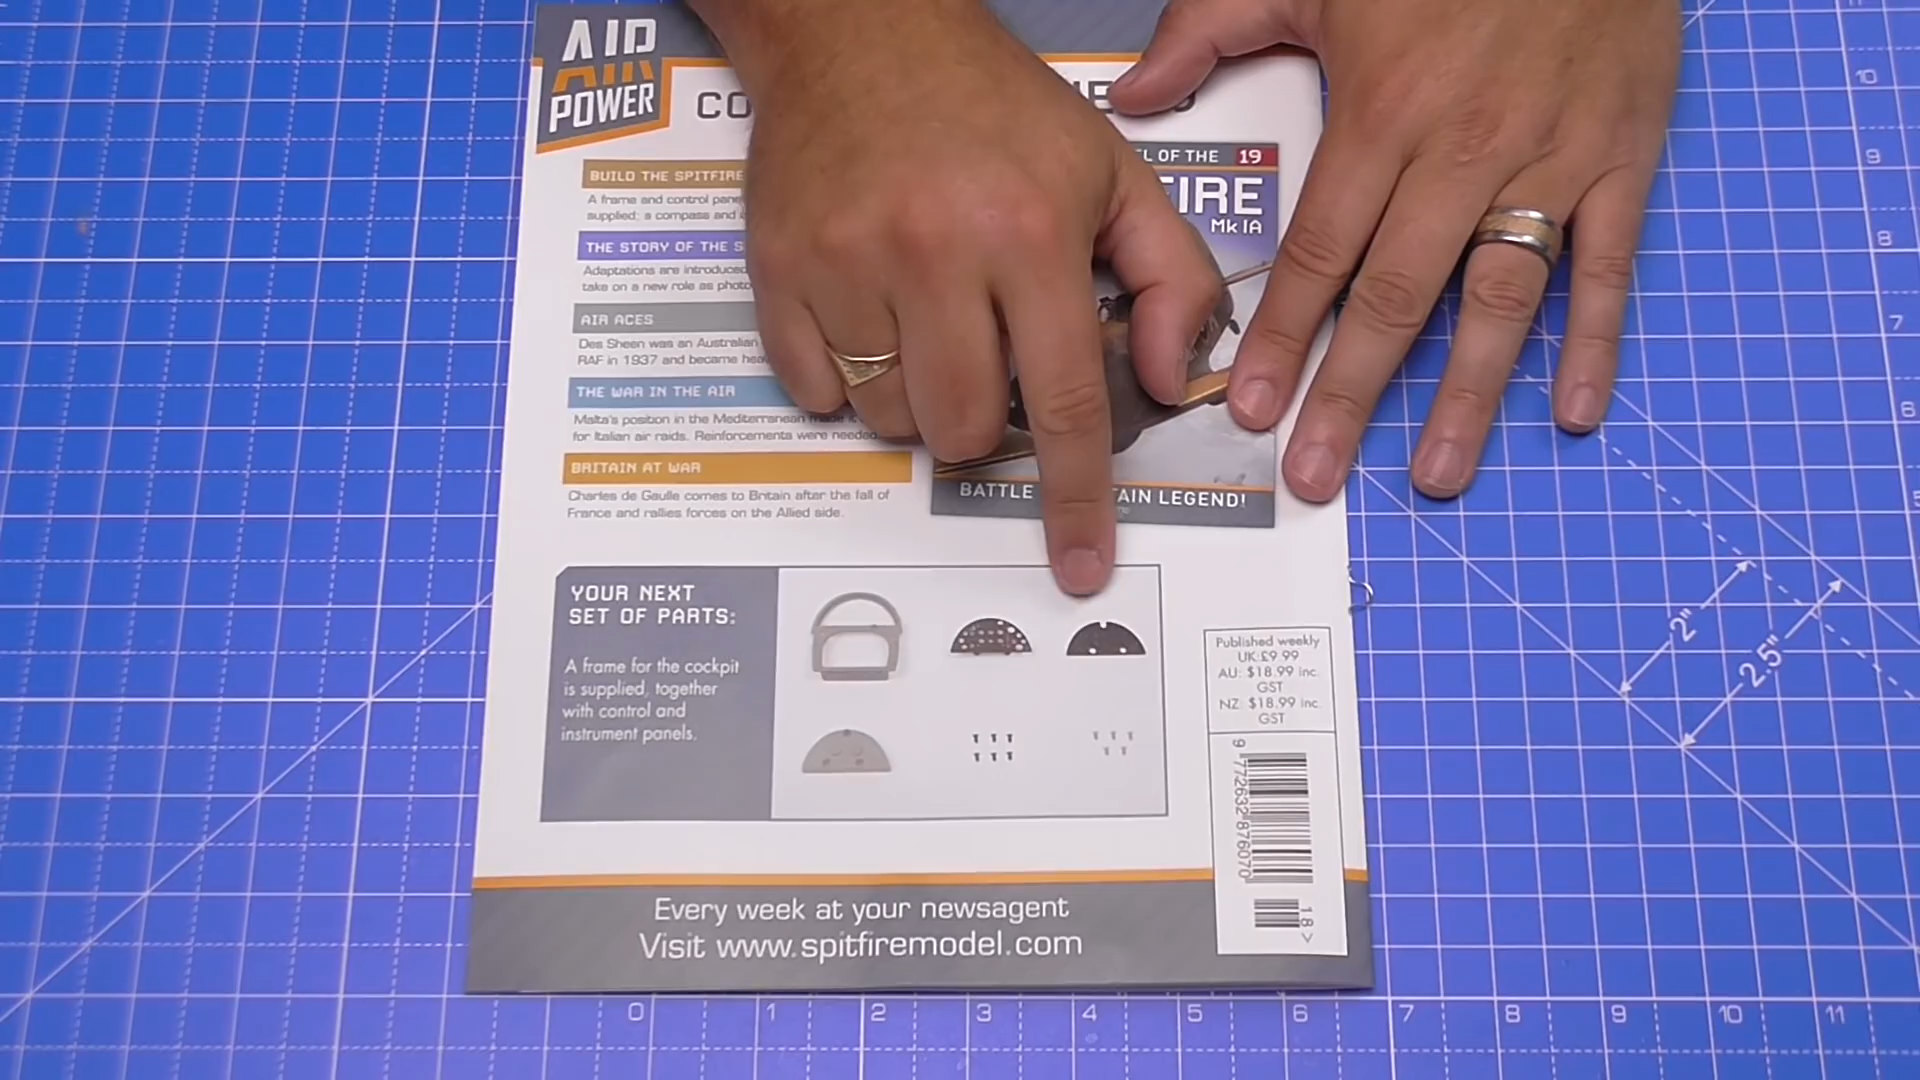 AIR
POWER
L OF THE 19
FIRE
Mk IA
BUILD THE SPITFIRE
A frame and control
supplied; a compass and
THE STORY OF THE
Adaptations are introduced
take on a new role as
AIR ACES
Des Sheen was an Australian
RAF in 1937 and became
THE WAR IN THE AIR
Malta's position in the Mediterranean made
for Italian air raids. Reinforcements were needed
BRITAIN AT WAR
Charles de Gaulle comes to Britain after the fall of
France and rallies forces on the Allied side.
BATTLE TAIN LEGEND!
YOUR NEXT
SET OF PARTS:
A frame for the cockpit
is supplied, together
with control and
instrument panels.
Published weekly
UK:£9.99
AU: $18.99 inc.
GST
NZ: $18.99 inc.
GST
9 772632 876070
18>
Every week at your newsagent
Visit www.spitfiremodel.com
2"
2.5"
10
9
8
7
6
5
0 1 2 3 4 5 6 7 8 9 10 11